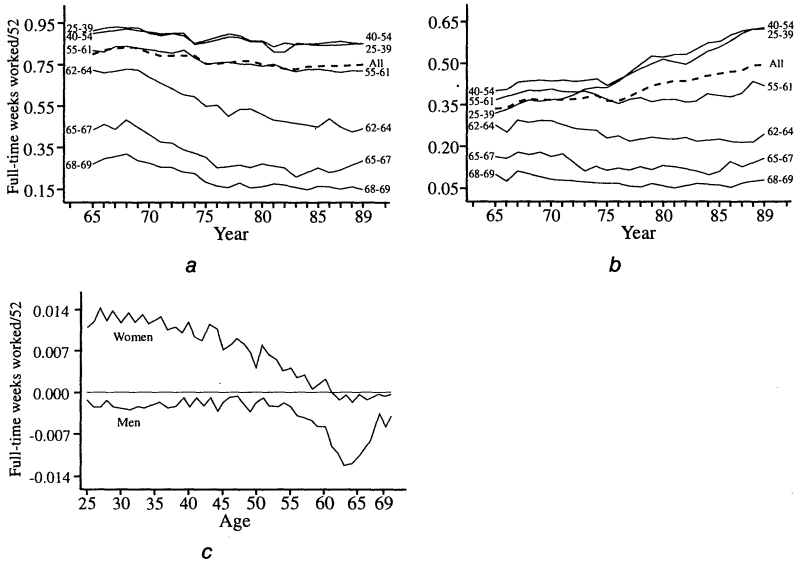 Full-time weeks worked/52
0.95
0.75
0.55
0.35
0.15
25-39
40-54
55-61
62-64
65-67
68-69
40-54
25-39
All
55-61
62-64
65-67
68-69
65 70 75 80 85 89
Year
a
0.65
0.50
0.35
0.20
0.05
40-54
55-61
25-39
62-64
65-67
68-69
40-54
25-39
All
55-61
62-64
65-67
68-69
65 70 75 80 85 89
Year
b
Full-time weeks worked/52
0.014
0.007
0.000
-0.007
-0.014
Women
Men
25 30 35 40 45 50 55 60 65 69
Age
c